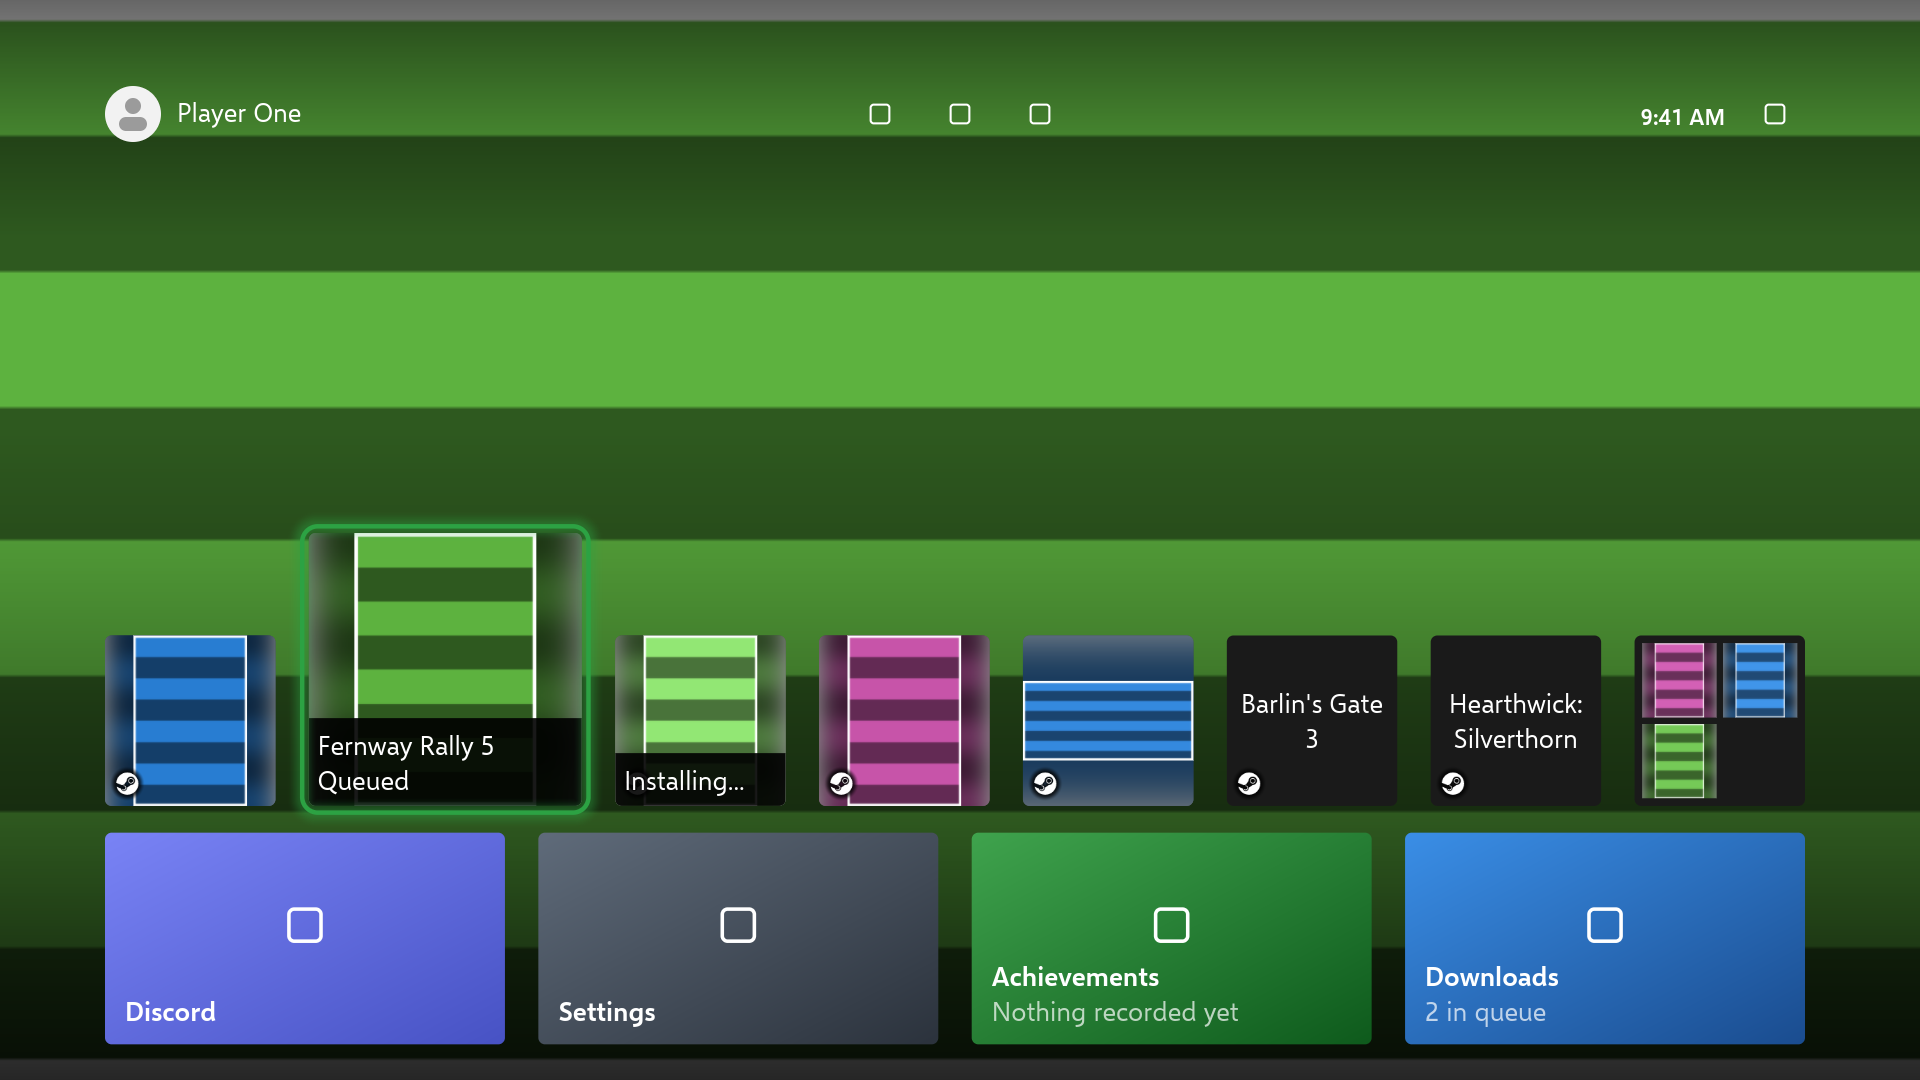 Player One
9:41 AM
Fernway Rally 5
Queued
Installing...
Barlin's Gate
3
Hearthwick:
Silverthorn
Discord
Settings
Achievements
Nothing recorded yet
Downloads
2 in queue